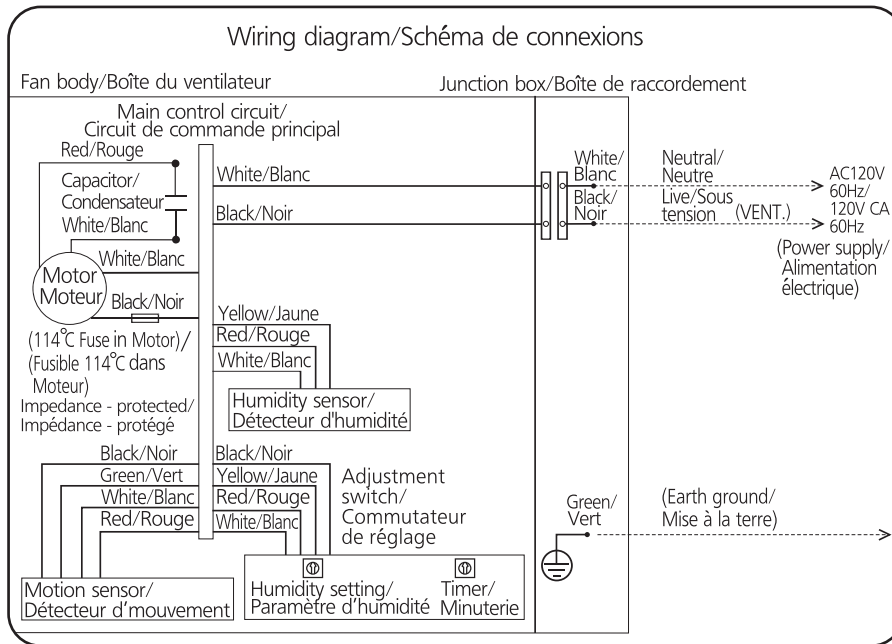 Wiring diagram/Schéma de connexions
Fan body/Boîte du ventilateur
Junction box/Boîte de raccordement
Main control circuit/
Circuit de commande principal
Red/Rouge
Capacitor/
Condensateur
White/Blanc
White/Blanc
Motor
Moteur
Black/Noir
(114°C Fuse in Motor)/
(Fusible 114°C dans
Moteur)
Impedance - protected/
Impédance - protégé
White/Blanc
Black/Noir
White/
Blanc
Black/
Noir
Neutral/
Neutre
Live/Sous
tension
(VENT.)
AC120V
60Hz/
120V CA
60Hz
(Power supply/
Alimentation
électrique)
Yellow/Jaune
Red/Rouge
White/Blanc
Humidity sensor/
Détecteur d'humidité
Black/Noir
Green/Vert
White/Blanc
Red/Rouge
Black/Noir
Yellow/Jaune
Red/Rouge
White/Blanc
Adjustment
switch/
Commutateur
de réglage
Motion sensor/
Détecteur d’mouvement
Humidity setting/
Paramètre d’humidité
Timer/
Minuterie
Green/
Vert
(Earth ground/
Mise à la terre)